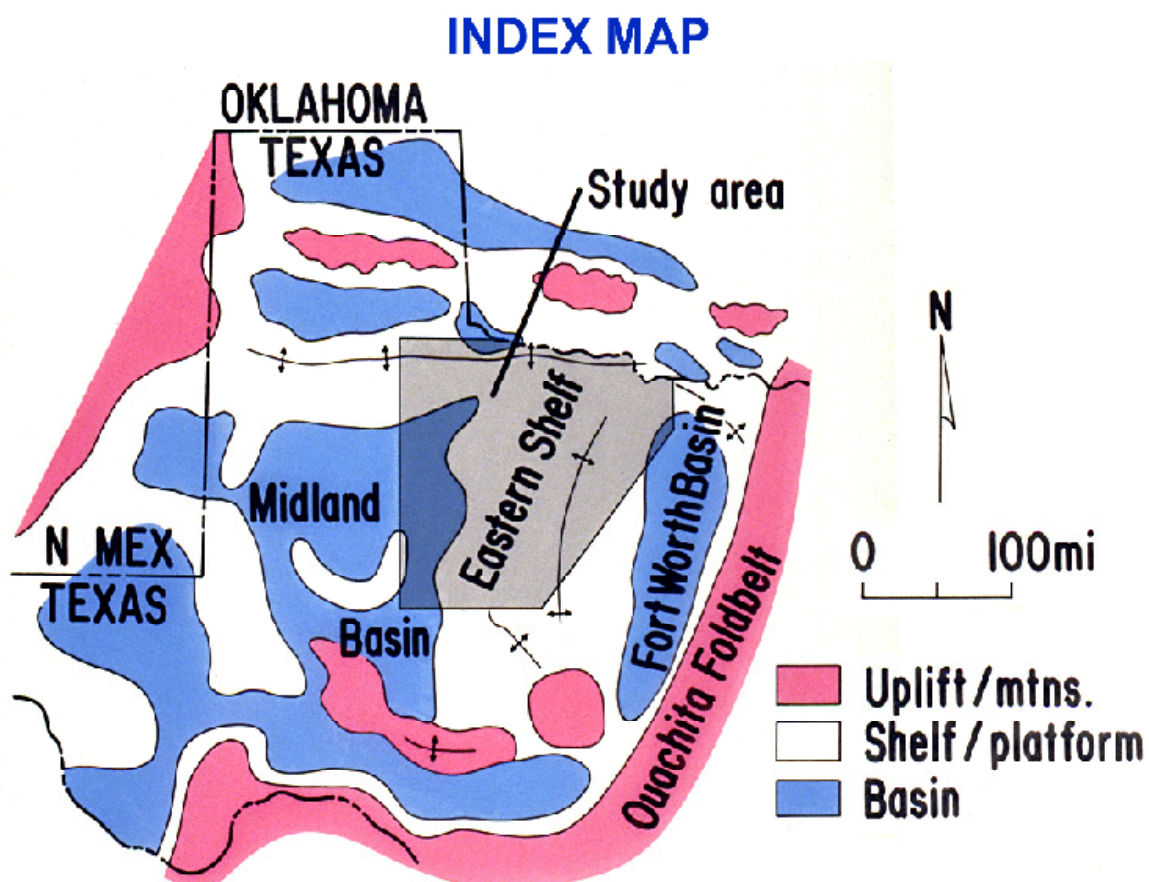 INDEX MAP
OKLAHOMA
TEXAS
Study area
N
Eastern Shelf
Fort Worth Basin
Midland
Basin
N MEX
TEXAS
0 100mi
Ouachita Foldbelt
Uplift/mtns.
Shelf/platform
Basin